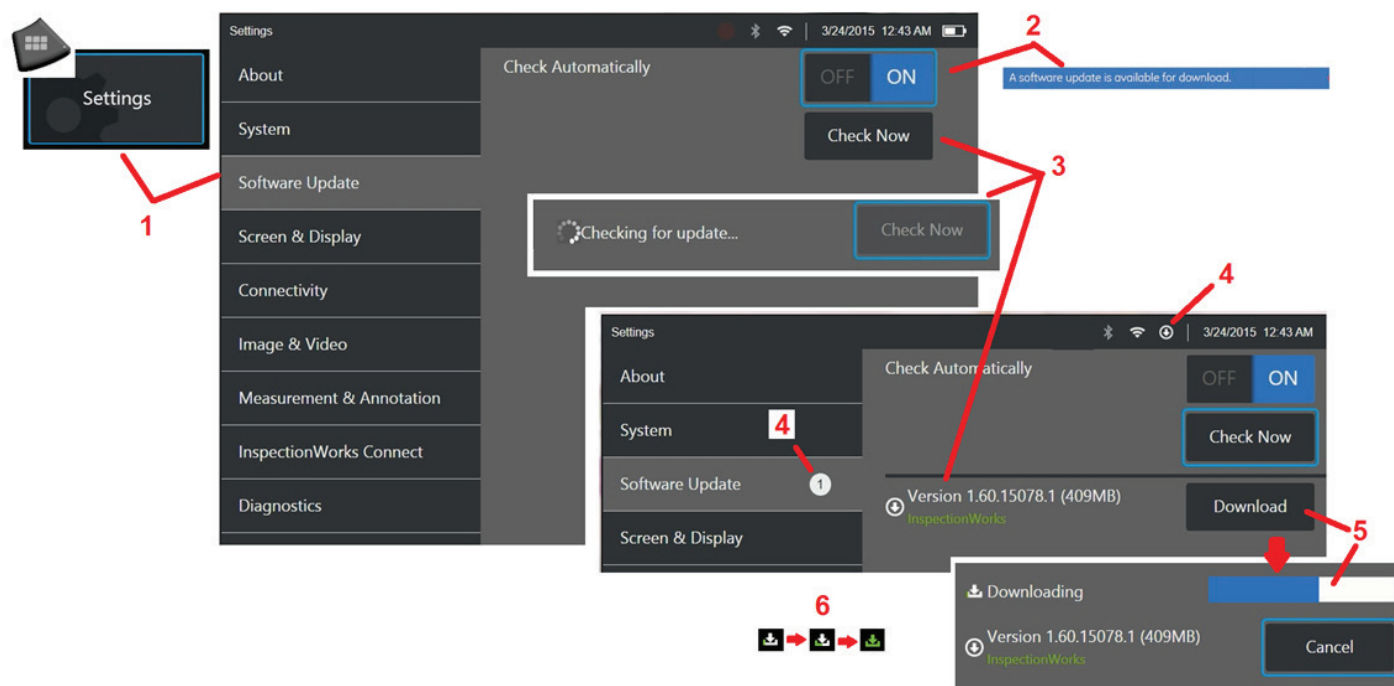 Settings
1
Settings
3/24/2015 12:43 AM
About
System
Software Update
Screen & Display
Connectivity
Image & Video
Measurement & Annotation
InspectionWorks Connect
Diagnostics
Check Automatically
OFF ON
Check Now
2
A software update is available for download.
3
Checking for update...
Check Now
4
Settings
3/24/2015 12:43 AM
About
System
4
Software Update 1
Screen & Display
Check Automatically
OFF ON
Check Now
Version 1.60.15078.1 (409MB)
InspectionWorks
Download
5
Downloading
Version 1.60.15078.1 (409MB)
InspectionWorks
Cancel
6